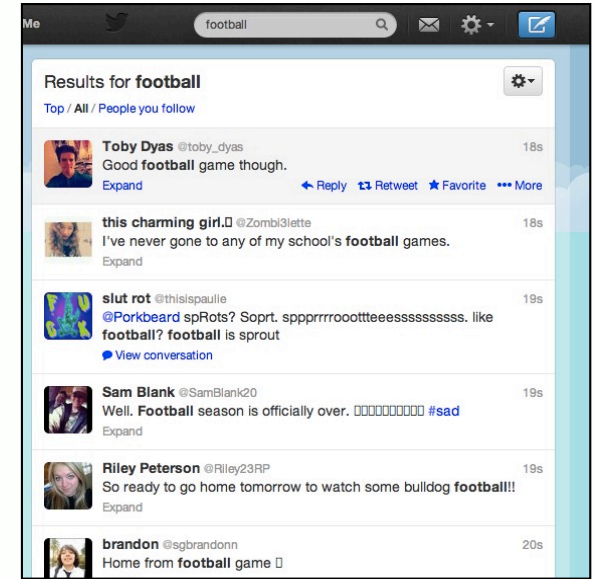 Me
football
Results for football
Top / All / People you follow
Toby Dyas @toby_dyas 18s
Good football game though.
Expand Reply Retweet Favorite More
this charming girl. @Zombi3lette 18s
I've never gone to any of my school's football games.
Expand
slut rot @thisispaulie 19s
@Porkbeard spRots? Soprt. sppprrrrooottteeesssssssssss. like
football? football is sprout
View conversation
Sam Blank @SamBlank20 19s
Well. Football season is officially over. #sad
Expand
Riley Peterson @Riley23RP 19s
So ready to go home tomorrow to watch some bulldog football!!
Expand
brandon @sgbrandonn 20s
Home from football game